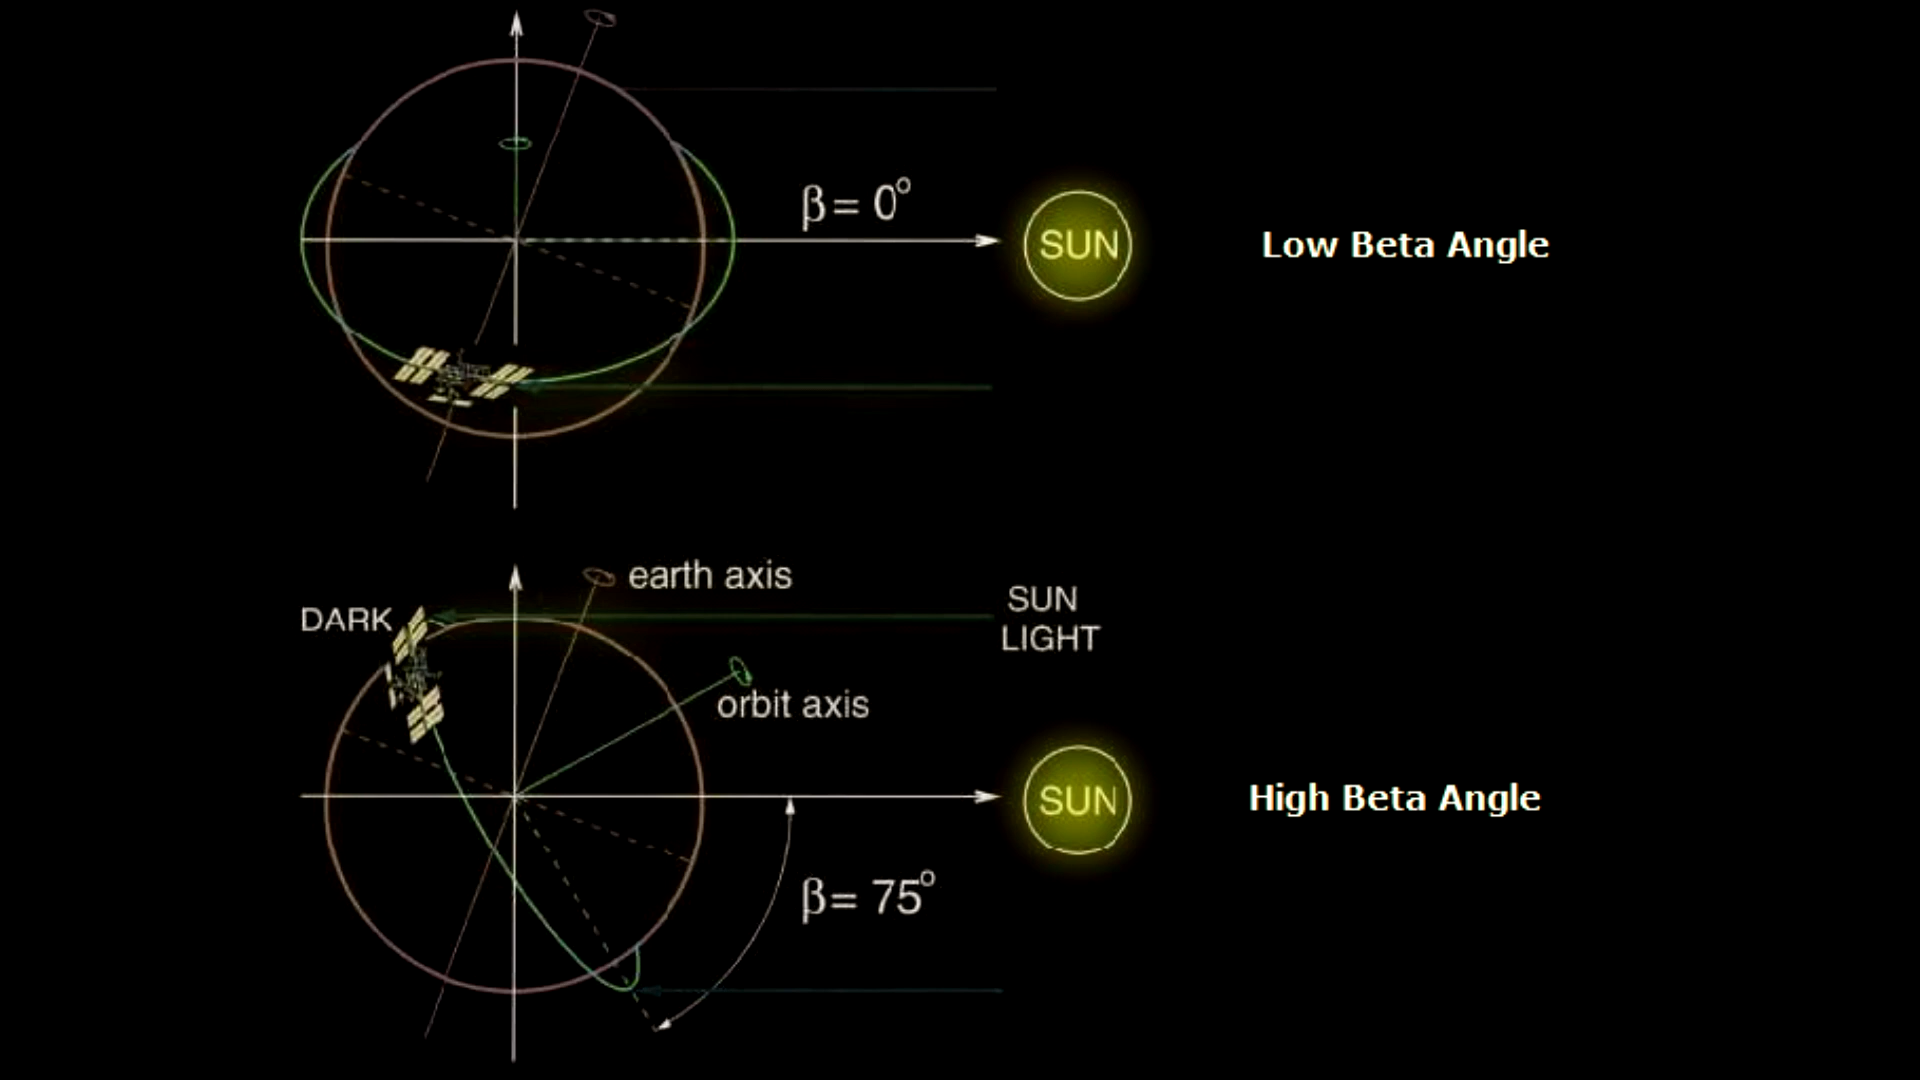 β= 0°
SUN
Low Beta Angle
earth axis
DARK
SUN
LIGHT
orbit axis
SUN
High Beta Angle
β= 75°